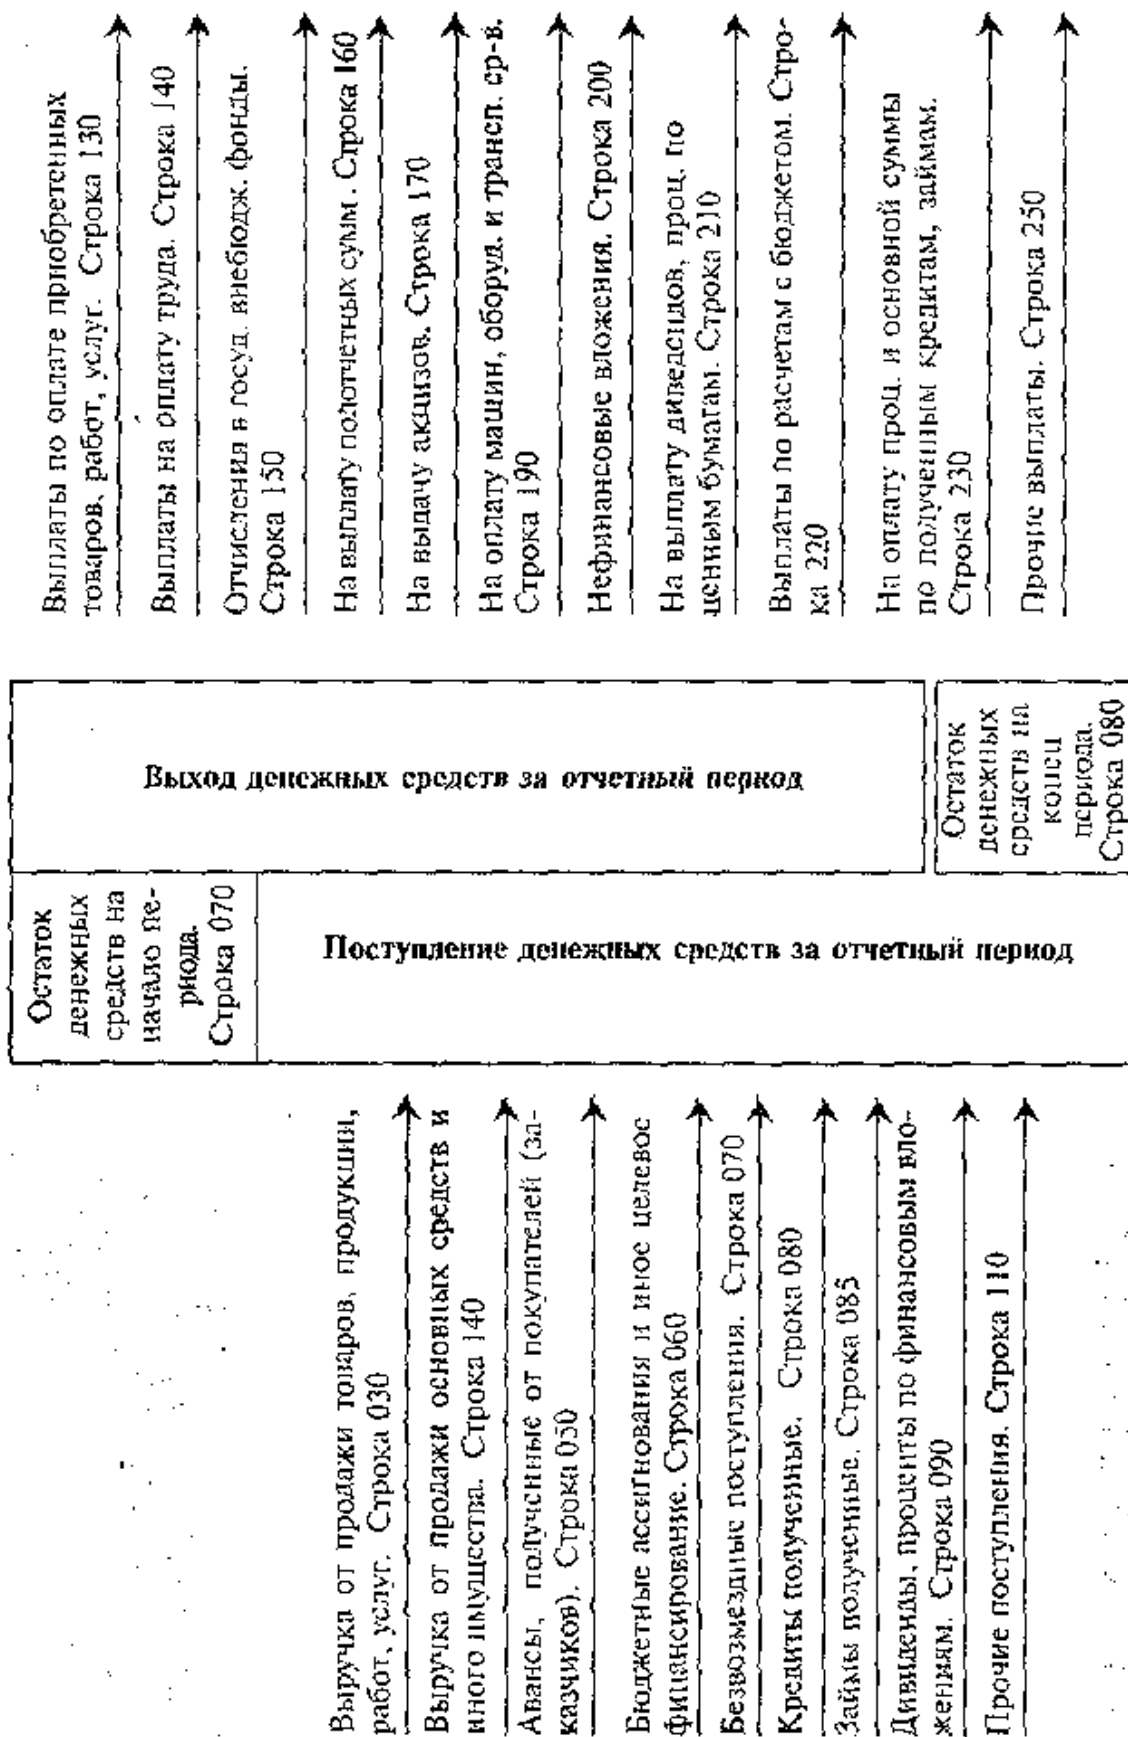 Выручка от продажи товаров, продукции,
работ, услуг. Строка 030
Выручка от продажи основных средств и
иного имущества. Строка 140
Авансы, полученные от покупателей (за-
казчиков). Строка 050
Бюджетные ассигнования и иное целевое
финансирование. Строка 060
Безвозмездные поступления. Строка 070
Кредиты полученные. Строка 080
Займы полученные. Строка 085
Дивиденды, проценты по финансовым вло-
жениям. Строка 090
Прочие поступления. Строка 110
Остаток
денежных
средств на
начало пе-
риода.
Строка 070
Поступление денежных средств за отчетный период
Выход денежных средств за отчетный период
Остаток
денежных
средств на
конец
периода.
Строка 080
Выплаты по оплате приобретенных
товаров, работ, услуг. Строка 130
Выплаты на оплату труда. Строка 140
Отчисления в госуд. внебюдж. фонды.
Строка 150
На выплату подотчетных сумм. Строка 160
На выдачу акцизов. Строка 170
На оплату машин, оборуд. и трансп. ср-в.
Строка 190
Нефинансовые вложения. Строка 200
На выплату диведендов, проц. по
ценным бумагам. Строка 210
Выплаты по расчетам с бюджетом. Стро-
ка 220
На оплату проц. и основной суммы
по полученным кредитам, займам.
Строка 230
Прочие выплаты. Строка 250